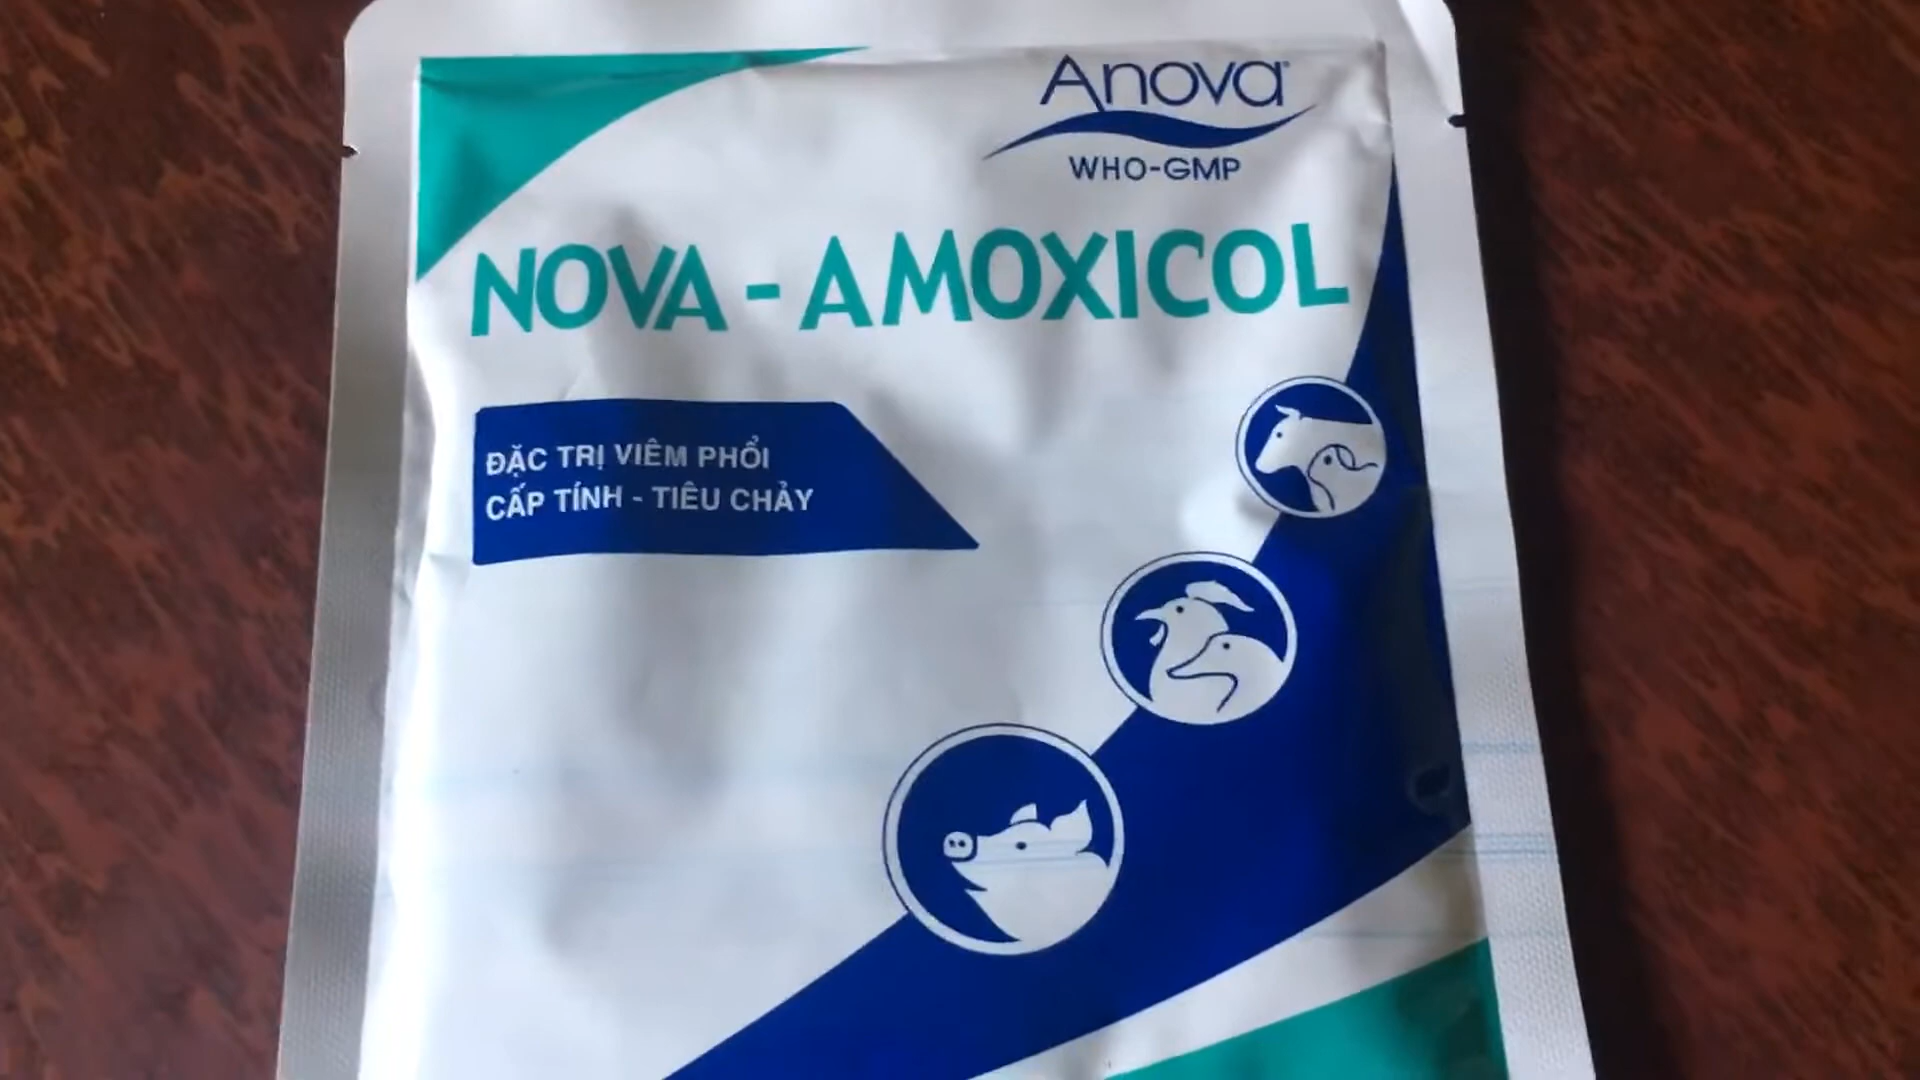 Anova
WHO-GMP
NOVA - AMOXICOL
ĐẶC TRỊ VIÊM PHỔI
CẤP TÍNH - TIÊU CHẢY